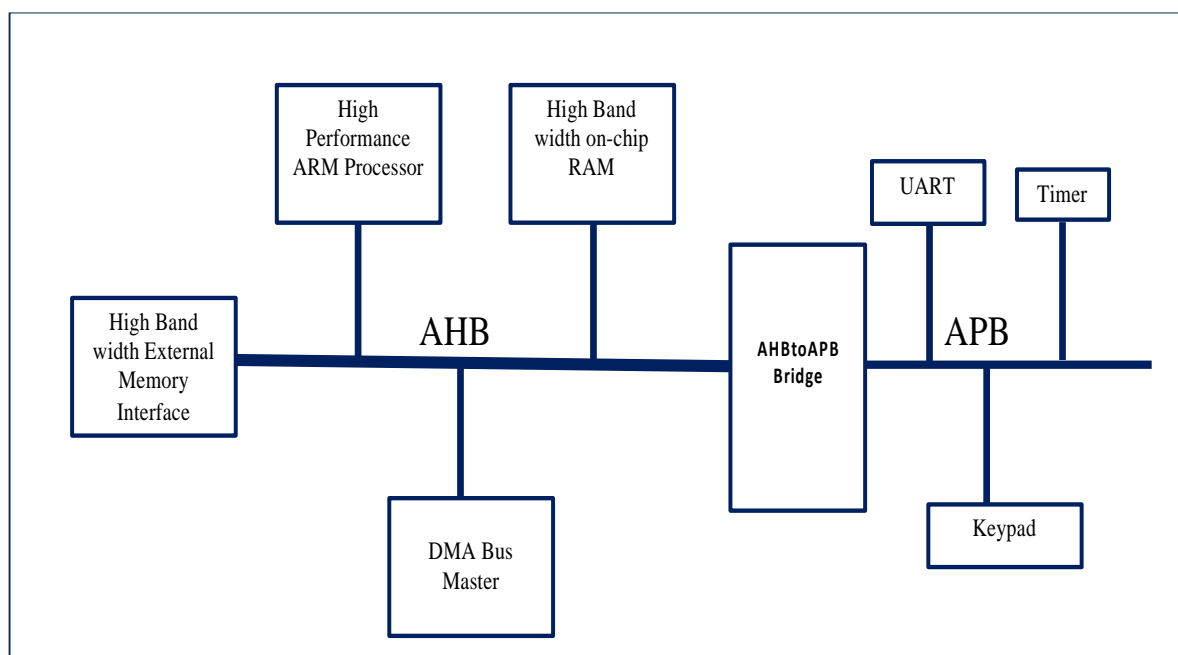 High
Performance
ARM Processor
High Band
width on-chip
RAM
UART
Timer
High Band
width External
Memory
Interface
AHB
AHBtoAPB
Bridge
APB
DMA Bus
Master
Keypad